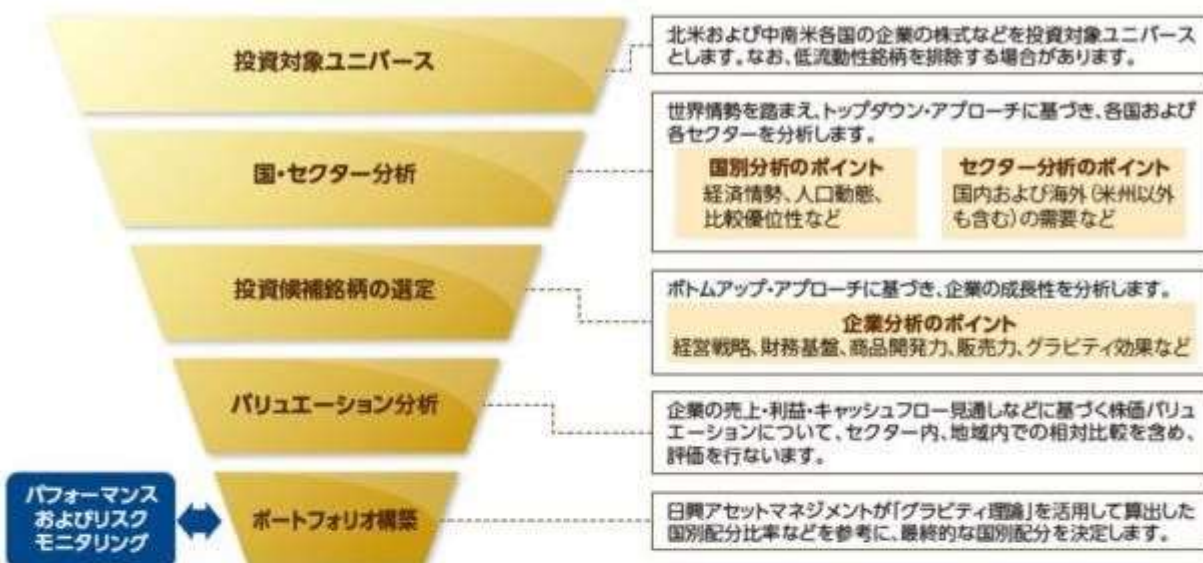 投資対象ユニバース
北米および中南米各国の企業の株式などを投資対象ユニバース
とします。なお、低流動性銘柄を排除する場合があります。
国・セクター分析
世界情勢を踏まえ、トップダウン・アプローチに基づき、各国および
各セクターを分析します。
国別分析のポイント
経済情勢、人口動態、
比較優位性など
セクター分析のポイント
国内および海外(米州以外
も含む)の需要など
投資候補銘柄の選定
ボトムアップ・アプローチに基づき、企業の成長性を分析します。
企業分析のポイント
経営戦略、財務基盤、商品開発力、販売力、グラビティ効果など
バリュエーション分析
企業の売上・利益・キャッシュフロー見通しなどに基づく株価バリュ
エーションについて、セクター内、地域内での相対比較を含め、
評価を行ないます。
パフォーマンス
およびリスク
モニタリング
ポートフォリオ構築
日興アセットマネジメントが「グラビティ理論」を活用して算出した
国別配分比率などを参考に、最終的な国別配分を決定します。